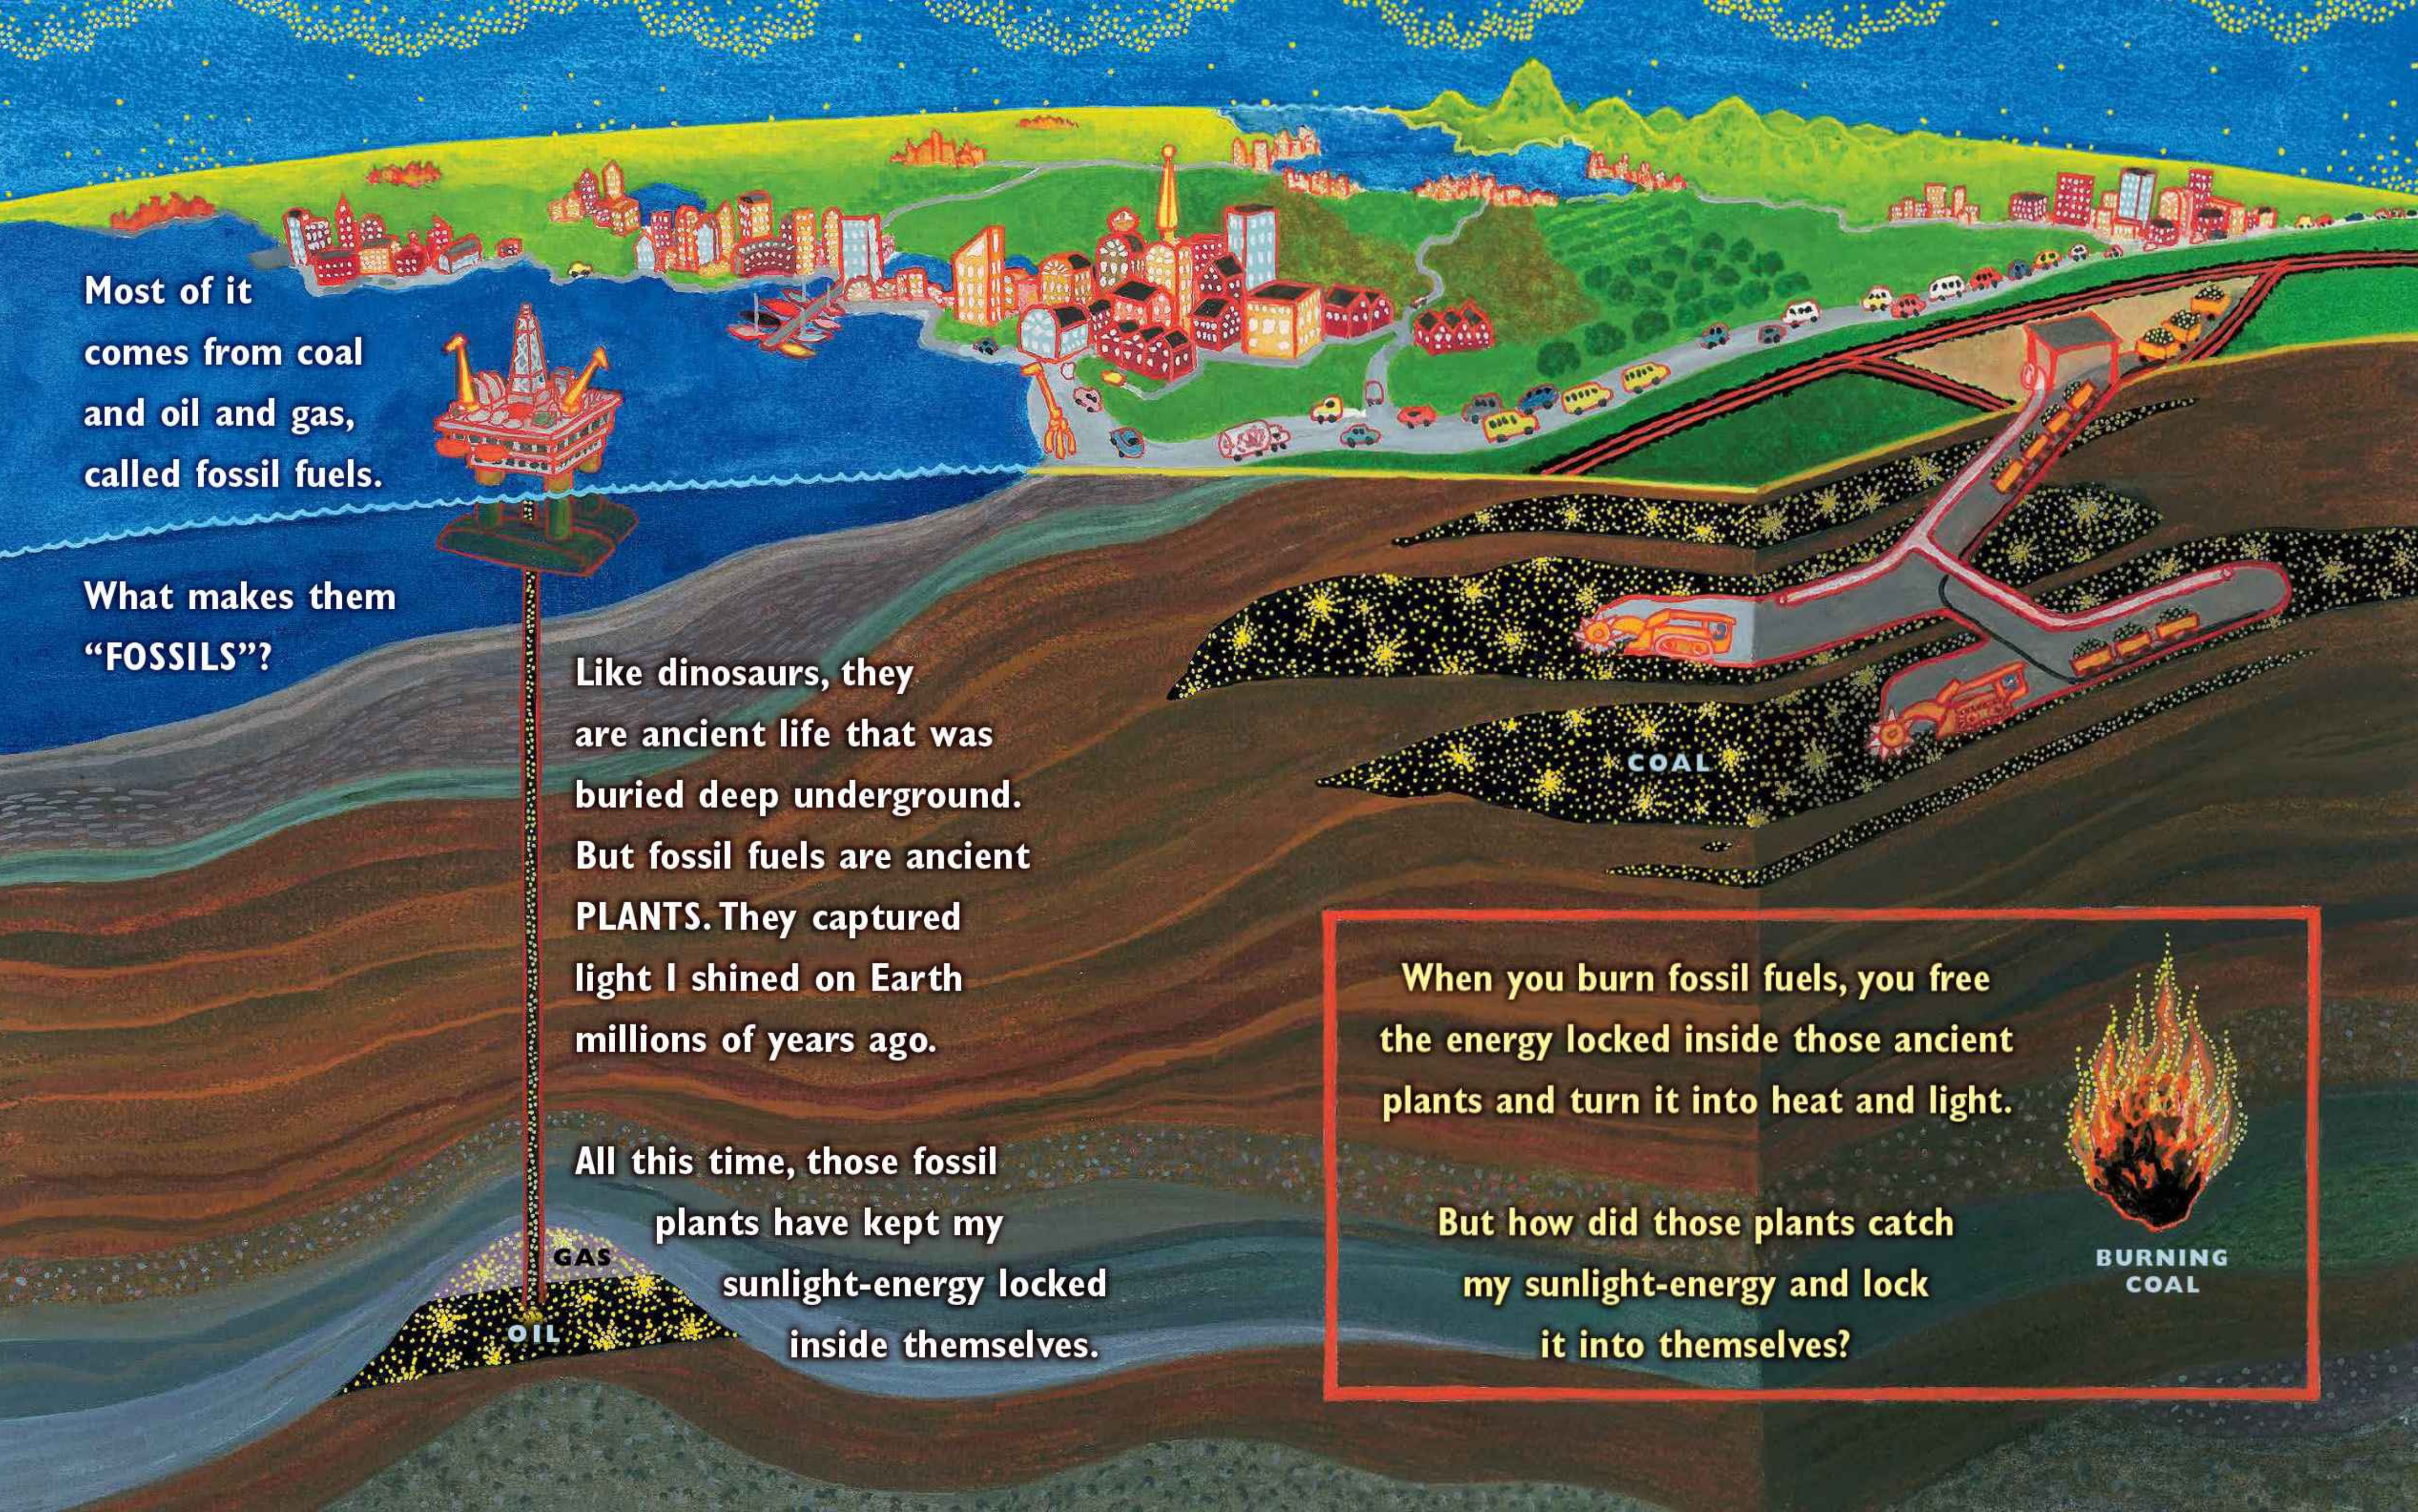 Most of it
comes from coal
and oil and gas,
called fossil fuels.
What makes them
“FOSSILS”?
Like dinosaurs, they
are ancient life that was
buried deep underground.
But fossil fuels are ancient
PLANTS. They captured
light I shined on Earth
millions of years ago.
All this time, those fossil
plants have kept my
sunlight-energy locked
inside themselves.
GAS
OIL
COAL
When you burn fossil fuels, you free
the energy locked inside those ancient
plants and turn it into heat and light.
But how did those plants catch
my sunlight-energy and lock
it into themselves?
BURNING
COAL